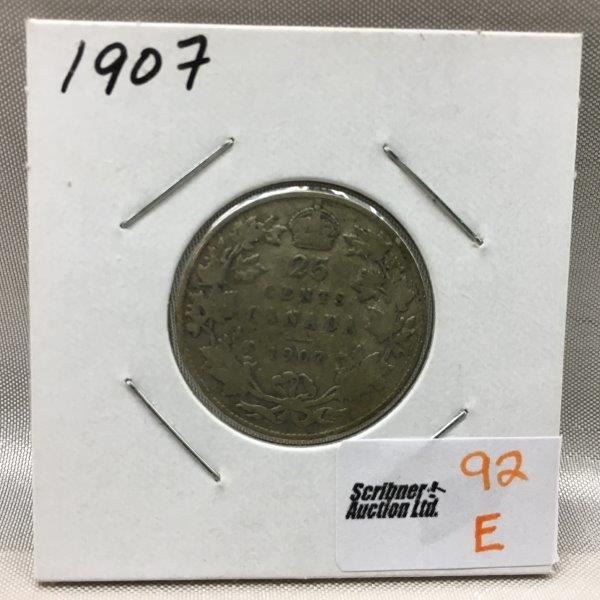 1907
25
CENTS
CANADA
1907
Scribner
Auction Ltd.
92
E